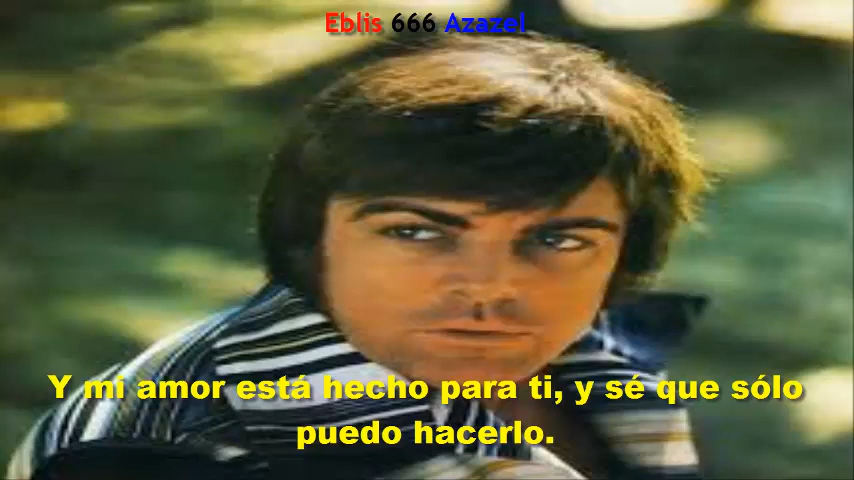 Eblis 666 Azazel
Y mi amor está hecho para ti, y sé que sólo
puedo hacerlo.